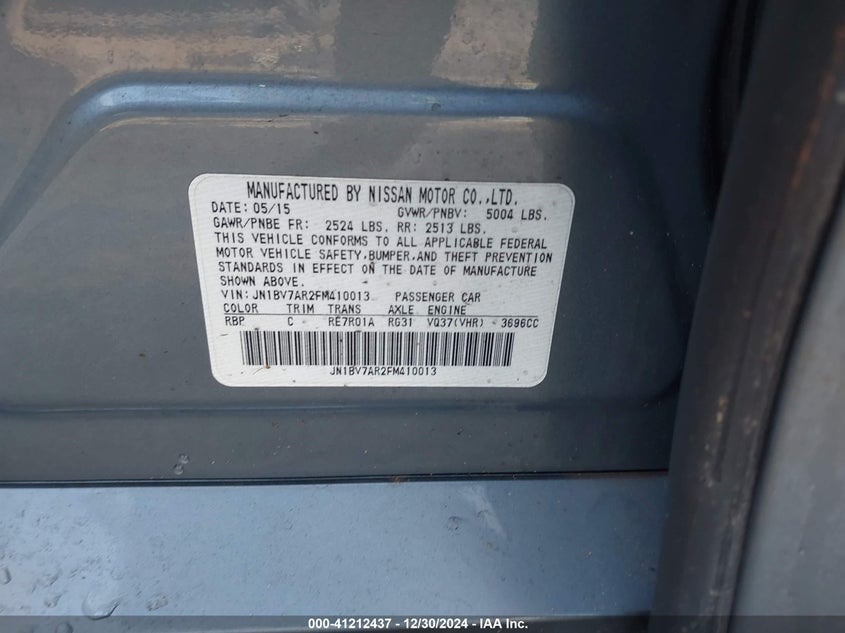 MANUFACTURED BY NISSAN MOTOR CO.,LTD.
DATE: 05/15 GVWR/PNBV: 5004 LBS.
GAWR/PNBE FR: 2524 LBS. RR: 2513 LBS.
THIS VEHICLE CONFORMS TO ALL APPLICABLE FEDERAL
MOTOR VEHICLE SAFETY,BUMPER,AND THEFT PREVENTION
STANDARDS IN EFFECT ON THE DATE OF MANUFACTURE
SHOWN ABOVE.
VIN:JN1BV7AR2FM410013 PASSENGER CAR
COLOR TRIM TRANS AXLE ENGINE
RBP C RE7R01A RG31 VQ37(VHR) - 3696CC
JN1BV7AR2FM410013
000-41212437 - 12/30/2024 - IAA Inc.